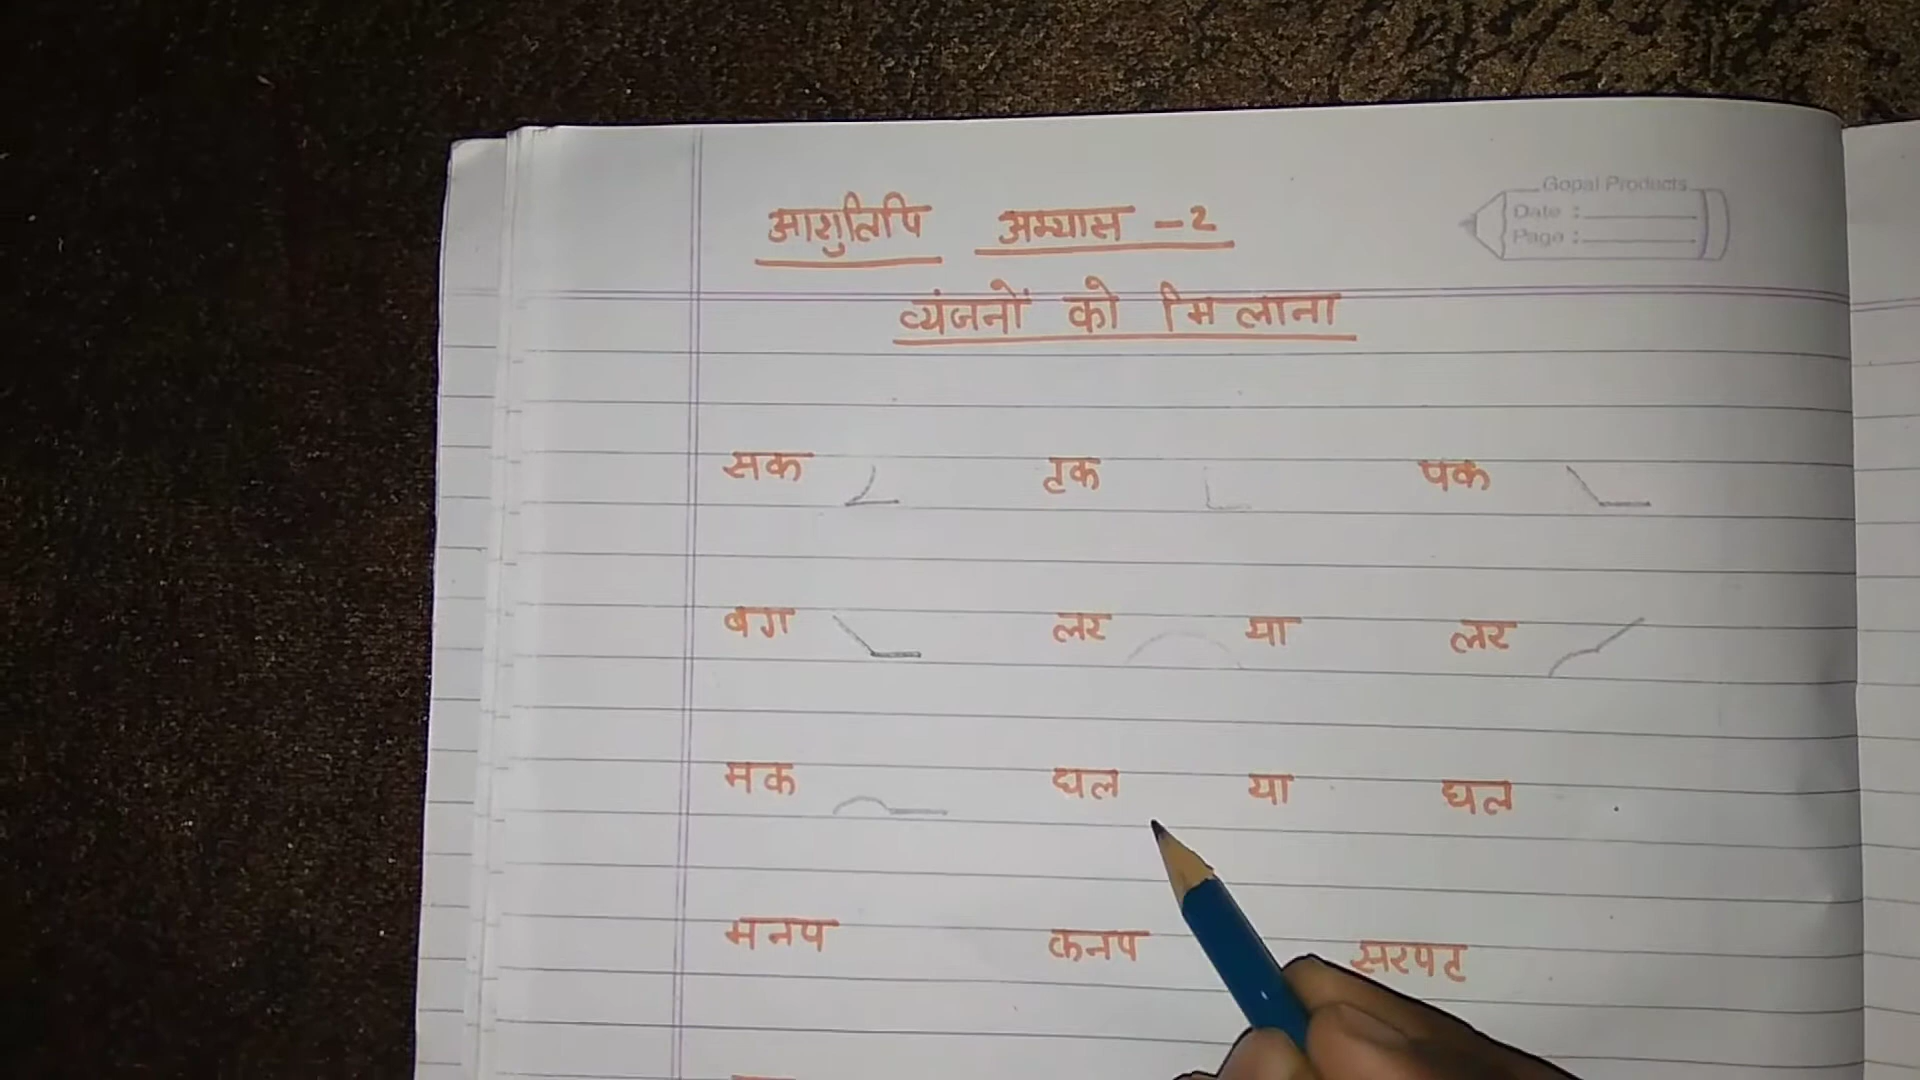 आशुलिपि अभ्यास -2
Gopal Products
Date :
Page :
व्यंजनों को मिलाना
सक टक पक
बग लर या लर
मक घल या घल
मनप कनप सरपट